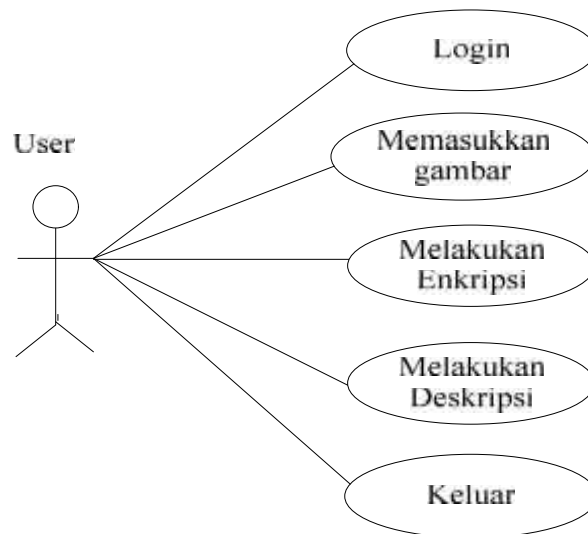 Login
User
Memasukkan
gambar
Melakukan
Enkripsi
Melakukan
Deskripsi
Keluar